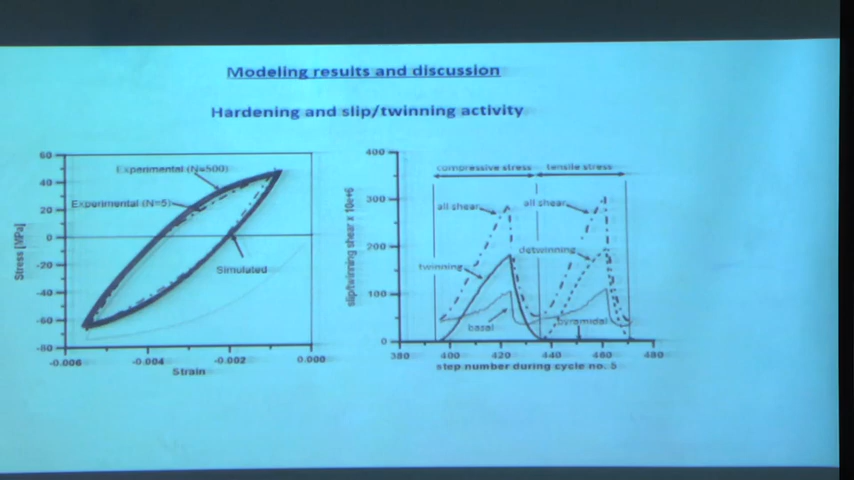 Modeling results and discussion
Hardening and slip/twinning activity
60
40
20
0
-20
-40
-60
-80
Stress [MPa]
Experimental (N=500)
Experimental (N=5)
Simulated
-0.006
-0.004
-0.002
0.000
Strain
400
300
200
100
0
slip/twinning shear x 10e+6
compressive stress
tensile stress
all shear
all shear
twinning
detwinning
basal
pyramidal
380
400
420
440
460
480
step number during cycle no. 5